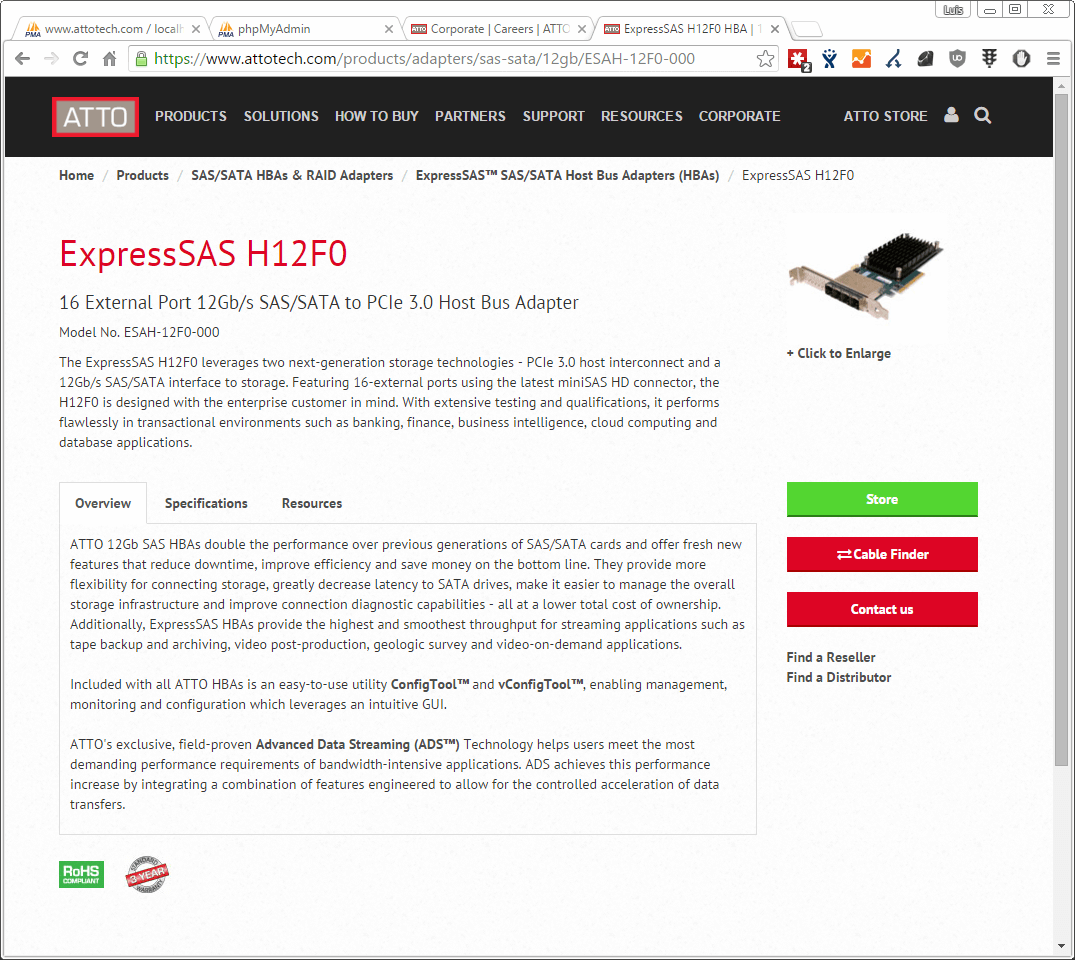 Luis
www.attotech.com / localh
phpMyAdmin
Corporate | Careers | ATTO
ExpressSAS H12F0 HBA | 1
https://www.attotech.com/products/adapters/sas-sata/12gb/ESAH-12F0-000
2
ATTO
PRODUCTS SOLUTIONS HOW TO BUY PARTNERS SUPPORT RESOURCES CORPORATE ATTO STORE
Home / Products / SAS/SATA HBAs & RAID Adapters / ExpressSAS™ SAS/SATA Host Bus Adapters (HBAs) / ExpressSAS H12F0
ExpressSAS H12F0
16 External Port 12Gb/s SAS/SATA to PCIe 3.0 Host Bus Adapter
Model No. ESAH-12F0-000
The ExpressSAS H12F0 leverages two next-generation storage technologies - PCIe 3.0 host interconnect and a
12Gb/s SAS/SATA interface to storage. Featuring 16-external ports using the latest miniSAS HD connector, the
H12F0 is designed with the enterprise customer in mind. With extensive testing and qualifications, it performs
flawlessly in transactional environments such as banking, finance, business intelligence, cloud computing and
database applications.
+ Click to Enlarge
Overview Specifications Resources
ATTO 12Gb SAS HBAs double the performance over previous generations of SAS/SATA cards and offer fresh new
features that reduce downtime, improve efficiency and save money on the bottom line. They provide more
flexibility for connecting storage, greatly decrease latency to SATA drives, make it easier to manage the overall
storage infrastructure and improve connection diagnostic capabilities - all at a lower total cost of ownership.
Additionally, ExpressSAS HBAs provide the highest and smoothest throughput for streaming applications such as
tape backup and archiving, video post-production, geologic survey and video-on-demand applications.
Included with all ATTO HBAs is an easy-to-use utility ConfigTool™ and vConfigTool™, enabling management,
monitoring and configuration which leverages an intuitive GUI.
ATTO's exclusive, field-proven Advanced Data Streaming (ADS™) Technology helps users meet the most
demanding performance requirements of bandwidth-intensive applications. ADS achieves this performance
increase by integrating a combination of features engineered to allow for the controlled acceleration of data
transfers.
Store
Cable Finder
Contact us
Find a Reseller
Find a Distributor
RoHS
COMPLIANT
STANDARD
3 YEAR
WARRANTY